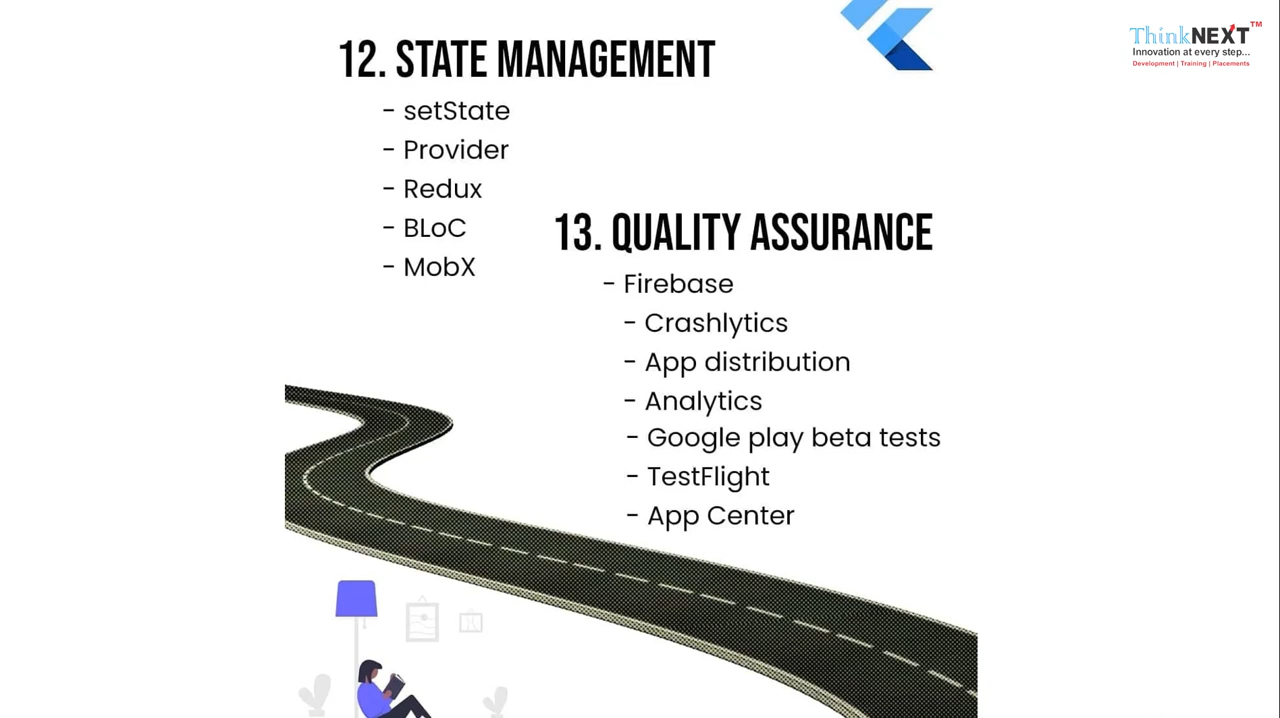 12. STATE MANAGEMENT
- setState
- Provider
- Redux
- BLoC
- MobX
13. QUALITY ASSURANCE
- Firebase
- Crashlytics
- App distribution
- Analytics
- Google play beta tests
- TestFlight
- App Center
ThinkNEXT™
Innovation at every step...
Development | Training | Placements